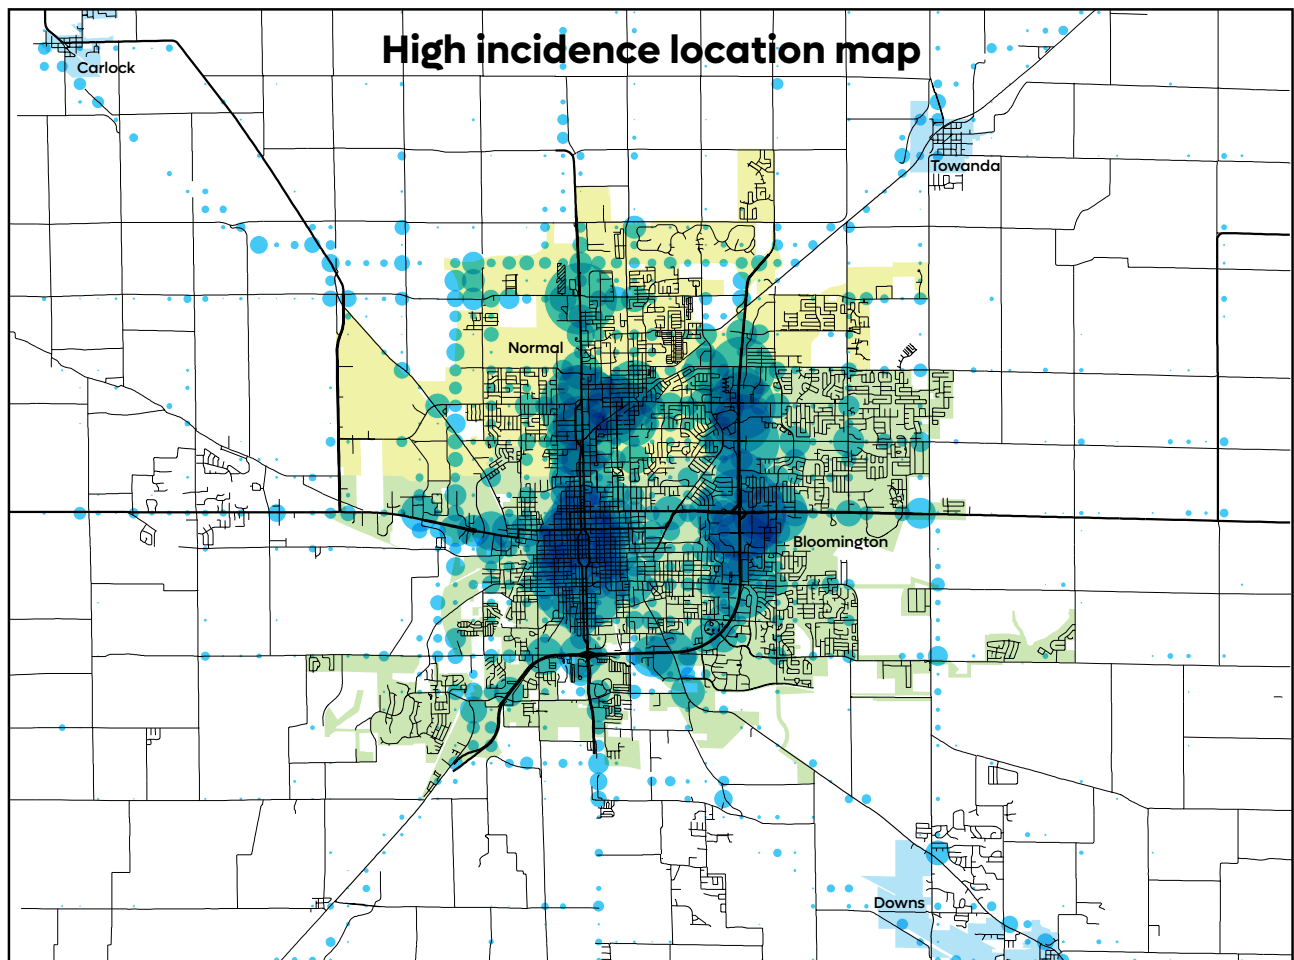 High incidence location map
Carlock
Towanda
Normal
Bloomington
Downs